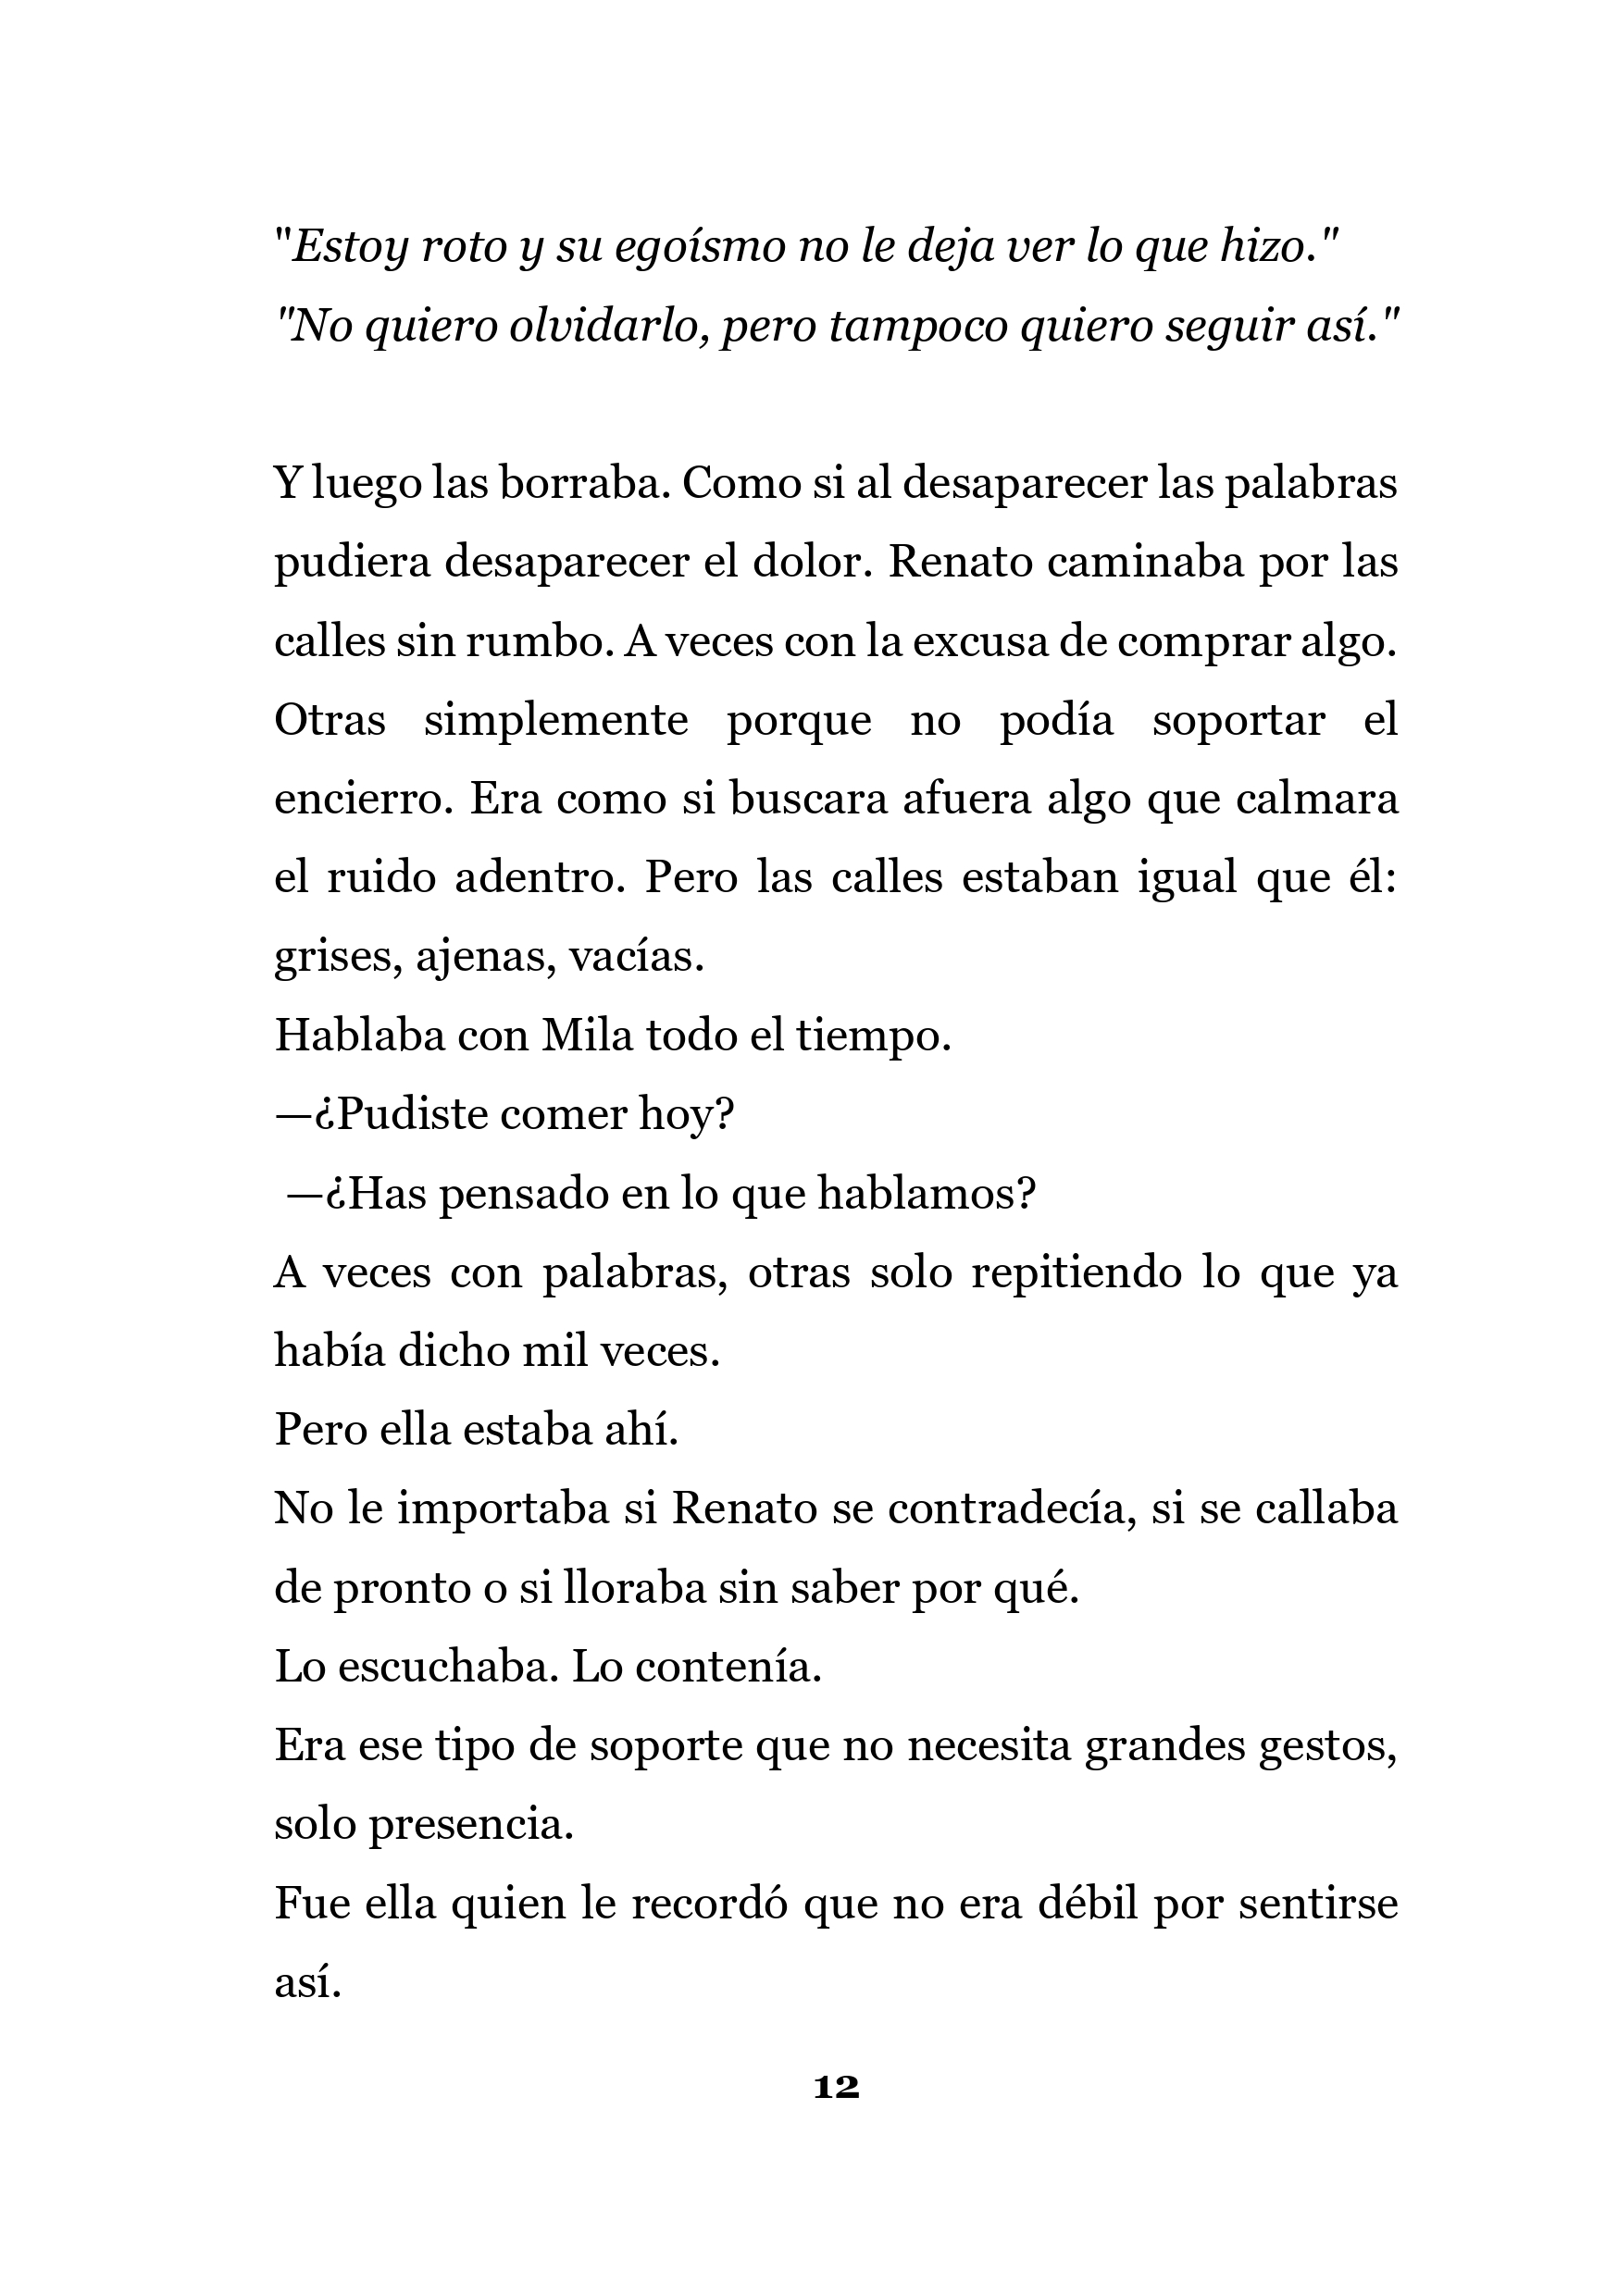 "Estoy roto y su egoísmo no le deja ver lo que hizo."
"No quiero olvidarlo, pero tampoco quiero seguir así."
Y luego las borraba. Como si al desaparecer las palabras
pudiera desaparecer el dolor. Renato caminaba por las
calles sin rumbo. A veces con la excusa de comprar algo.
Otras simplemente porque no podía soportar el
encierro. Era como si buscara afuera algo que calmara
el ruido adentro. Pero las calles estaban igual que él:
grises, ajenas, vacías.
Hablaba con Mila todo el tiempo.
—¿Pudiste comer hoy?
—¿Has pensado en lo que hablamos?
A veces con palabras, otras solo repitiendo lo que ya
había dicho mil veces.
Pero ella estaba ahí.
No le importaba si Renato se contradecía, si se callaba
de pronto o si lloraba sin saber por qué.
Lo escuchaba. Lo contenía.
Era ese tipo de soporte que no necesita grandes gestos,
solo presencia.
Fue ella quien le recordó que no era débil por sentirse
así.
12